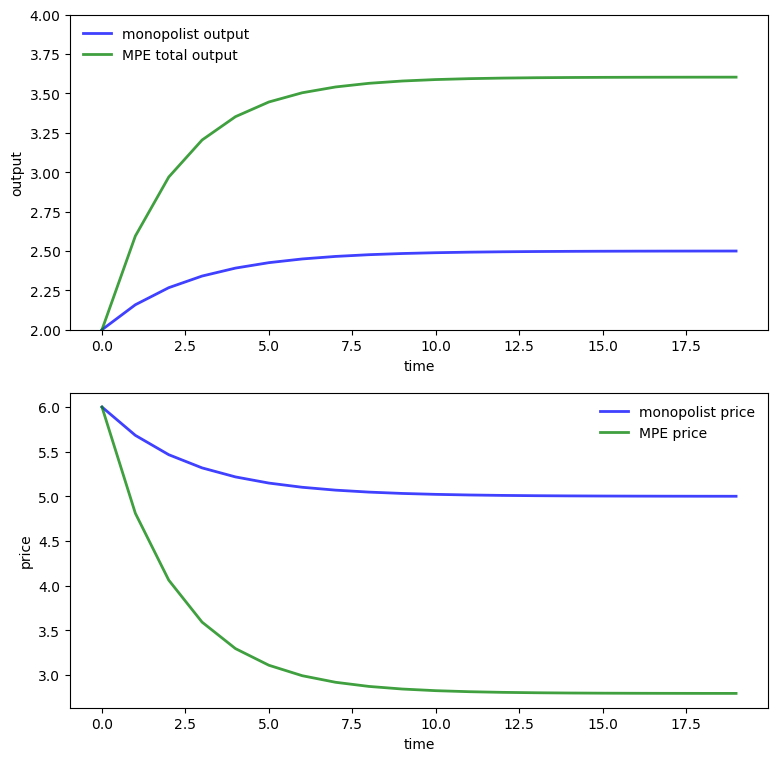 4.00
3.75
3.50
3.25
3.00
2.75
2.50
2.25
2.00
output
monopolist output
MPE total output
0.0 2.5 5.0 7.5 10.0 12.5 15.0 17.5
time
6.0
5.5
5.0
4.5
4.0
3.5
3.0
price
monopolist price
MPE price
0.0 2.5 5.0 7.5 10.0 12.5 15.0 17.5
time